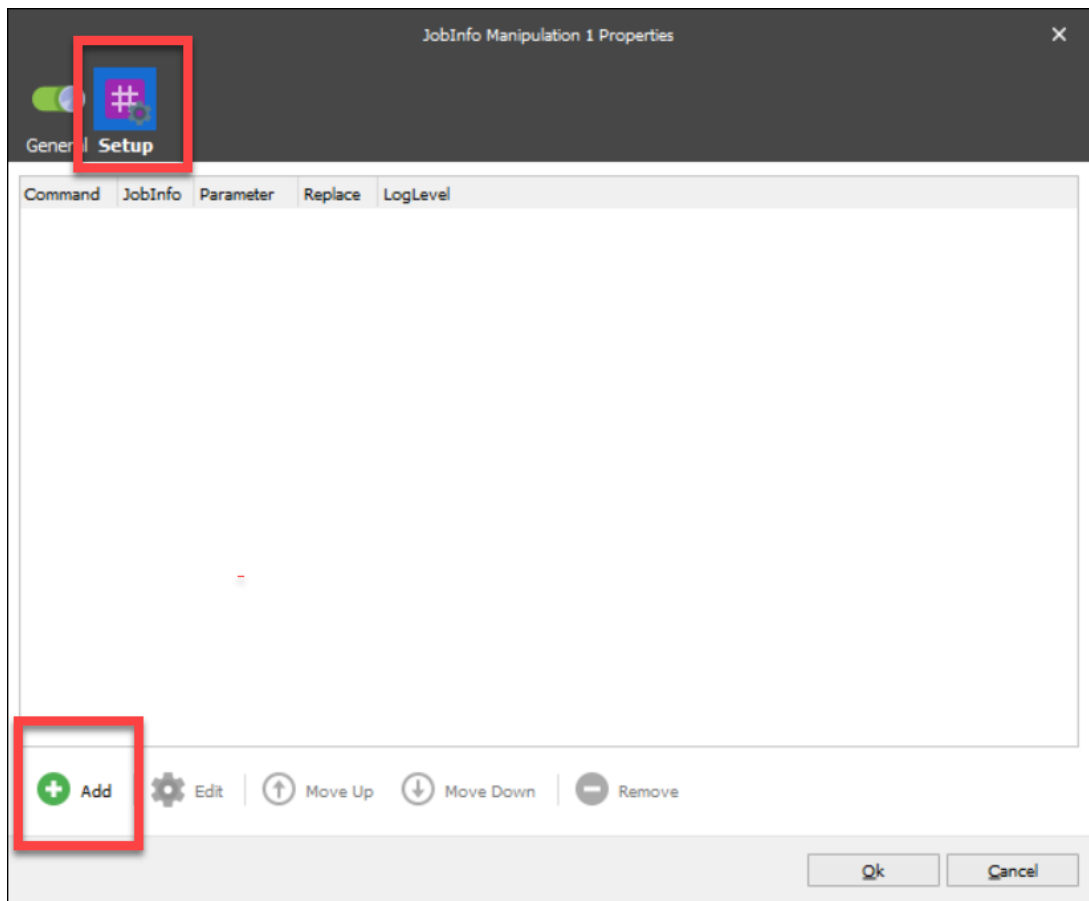 JobInfo Manipulation 1 Properties
General Setup
Command JobInfo Parameter Replace LogLevel
Add Edit Move Up Move Down Remove
Ok Cancel